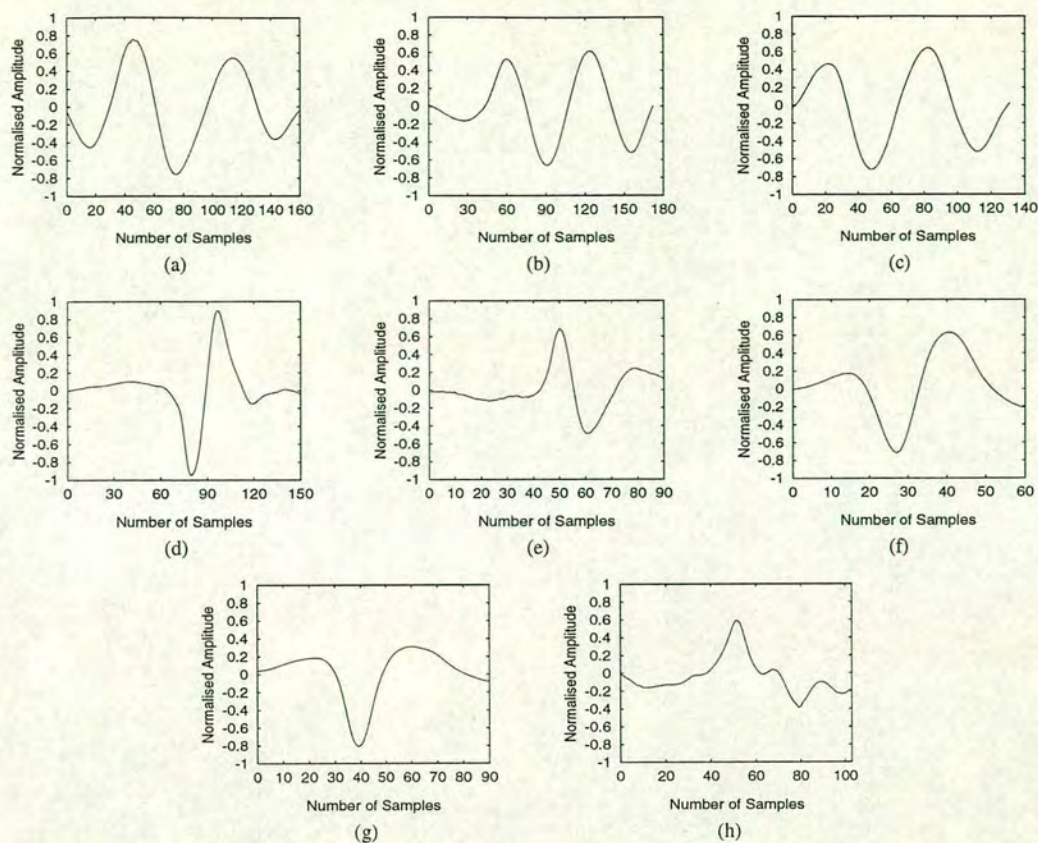 Normalised Amplitude
1
0.8
0.6
0.4
0.2
0
-0.2
-0.4
-0.6
-0.8
-1
0 20 40 60 80 100 120 140 160
Number of Samples
(a)
Normalised Amplitude
1
0.8
0.6
0.4
0.2
0
-0.2
-0.4
-0.6
-0.8
-1
0 30 60 90 120 150 180
Number of Samples
(b)
Normalised Amplitude
1
0.8
0.6
0.4
0.2
0
-0.2
-0.4
-0.6
-0.8
-1
0 20 40 60 80 100 120 140
Number of Samples
(c)
Normalised Amplitude
1
0.8
0.6
0.4
0.2
0
-0.2
-0.4
-0.6
-0.8
-1
0 30 60 90 120 150
Number of Samples
(d)
Normalised Amplitude
1
0.8
0.6
0.4
0.2
0
-0.2
-0.4
-0.6
-0.8
-1
0 10 20 30 40 50 60 70 80 90
Number of Samples
(e)
Normalised Amplitude
1
0.8
0.6
0.4
0.2
0
-0.2
-0.4
-0.6
-0.8
-1
0 10 20 30 40 50 60
Number of Samples
(f)
Normalised Amplitude
1
0.8
0.6
0.4
0.2
0
-0.2
-0.4
-0.6
-0.8
-1
0 10 20 30 40 50 60 70 80 90
Number of Samples
(g)
Normalised Amplitude
1
0.8
0.6
0.4
0.2
0
-0.2
-0.4
-0.6
-0.8
-1
0 20 40 60 80 100
Number of Samples
(h)